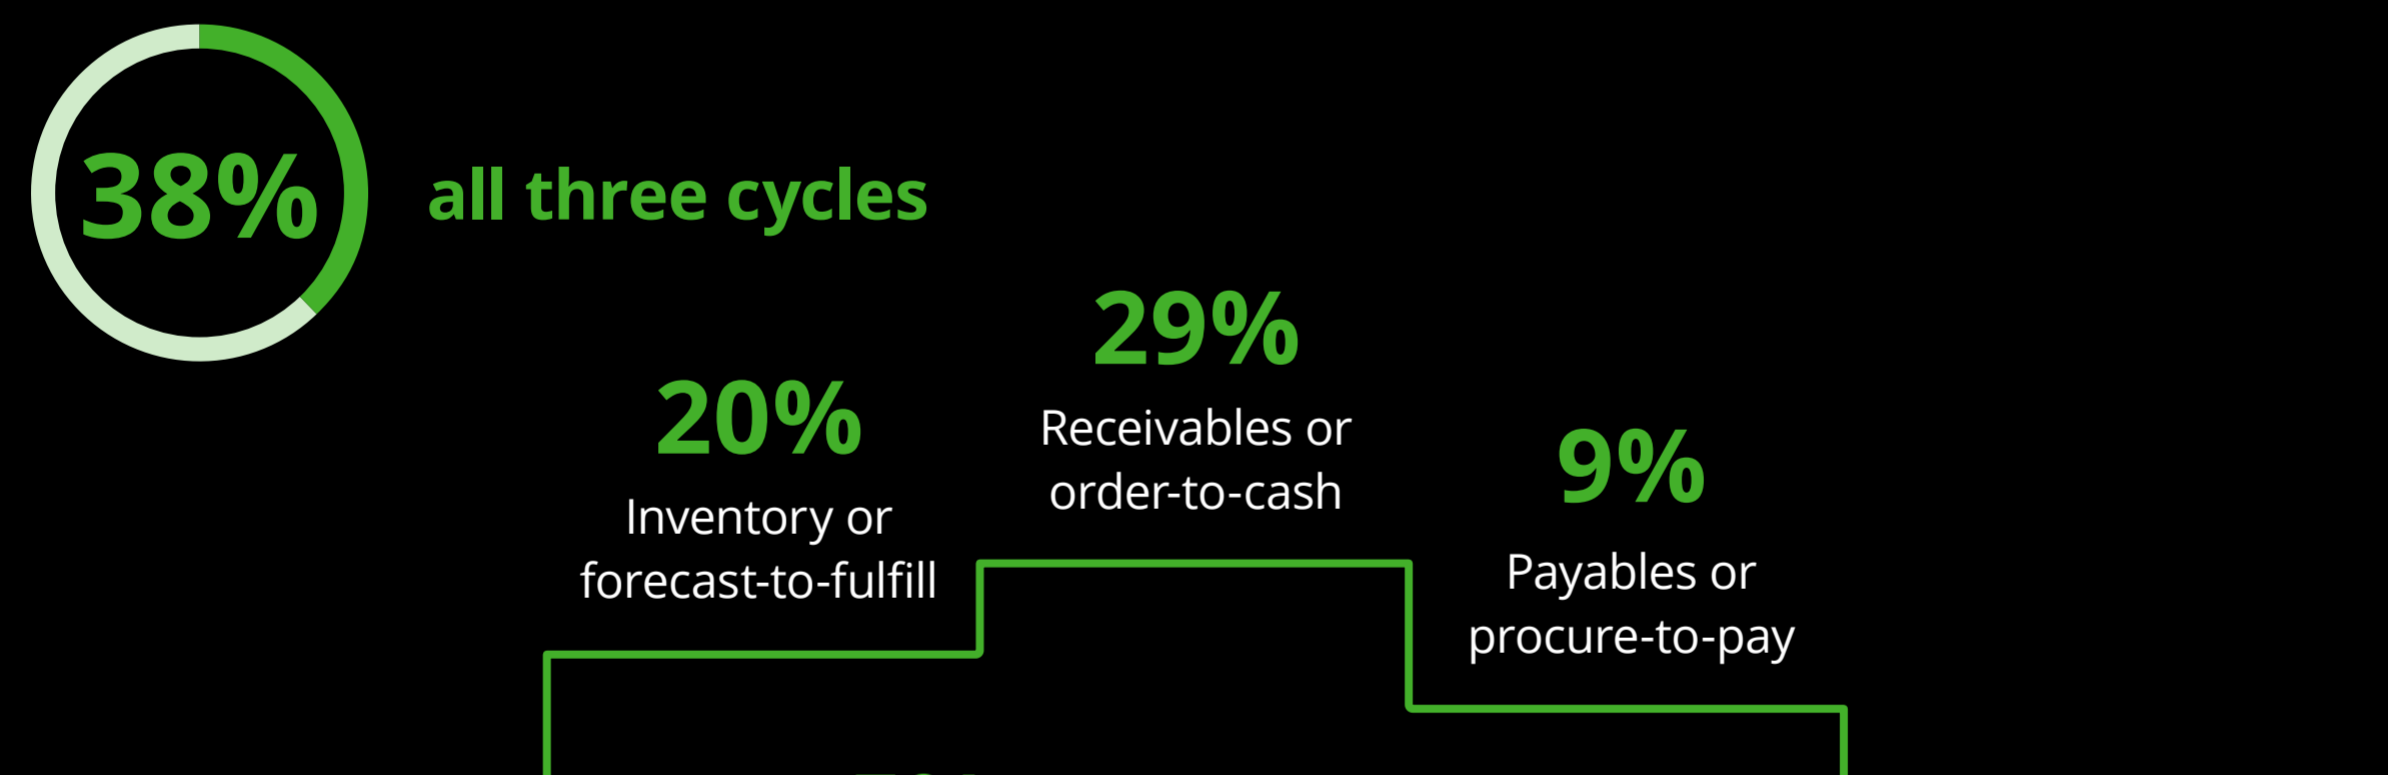 38%
all three cycles
29%
Receivables or
order-to-cash
20%
Inventory or
forecast-to-fulfill
9%
Payables or
procure-to-pay